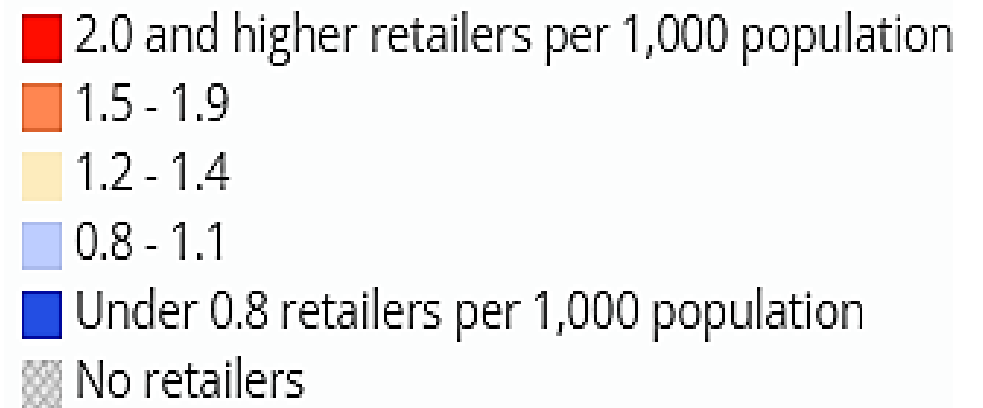 2.0 and higher retailers per 1,000 population
1.5 - 1.9
1.2 - 1.4
0.8 - 1.1
Under 0.8 retailers per 1,000 population
No retailers